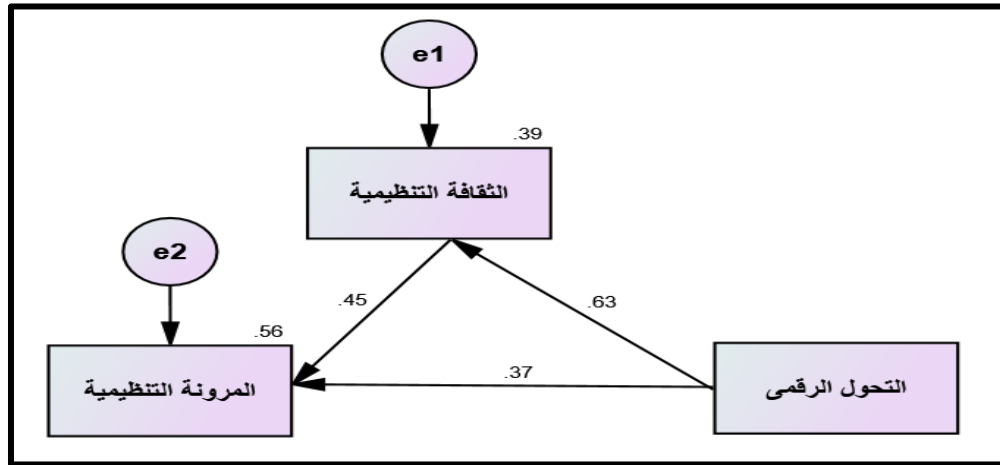 e1
.39
الثقافة التنظيمية
e2
.45
.63
.56
المرونة التنظيمية
.37
التحول الرقمى